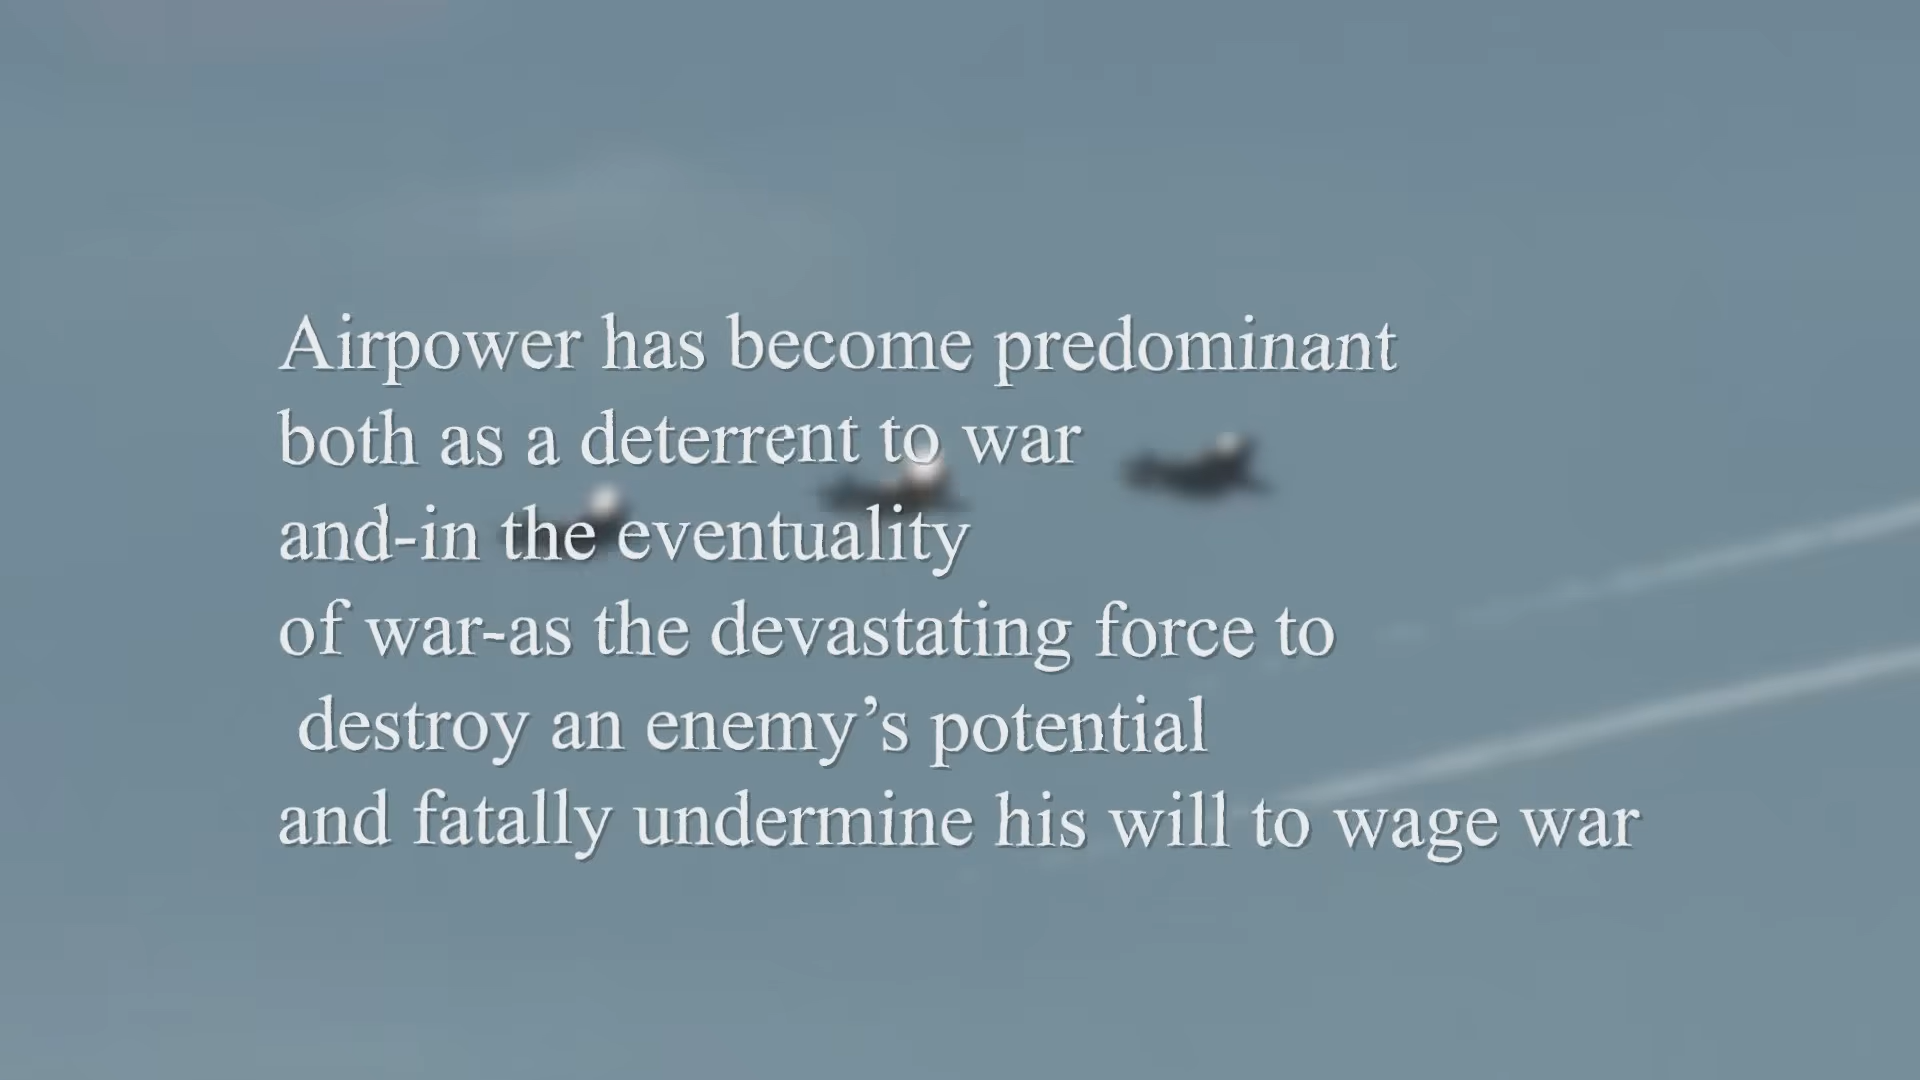 Airpower has become predominant
both as a deterrent to war
and-in the eventuality
of war-as the devastating force to
destroy an enemy’s potential
and fatally undermine his will to wage war